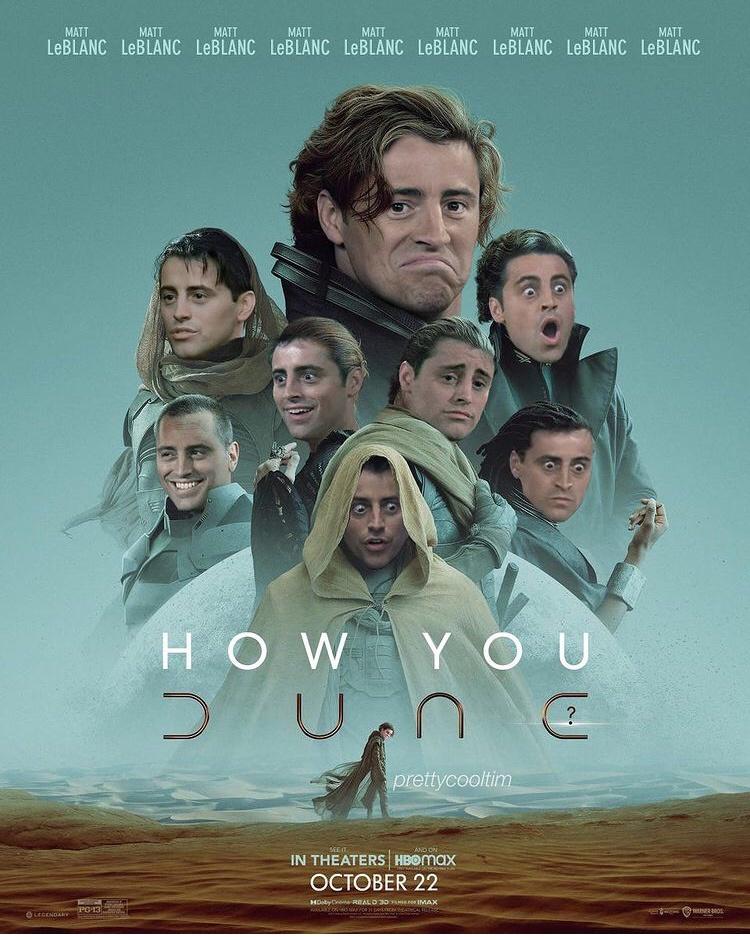 MATT MATT MATT MATT MATT MATT MATT MATT MATT
LeBLANC LeBLANC LeBLANC LeBLANC LeBLANC LeBLANC LeBLANC LeBLANC LeBLANC
HOW YOU
DUNE?
prettycooltim
SEE IT AND ON
IN THEATERS HBOMAX
OCTOBER 22
Dolby Cinema REAL D 3D FILMED FOR IMAX
LEGENDARY PG-13 WARNER BROS.